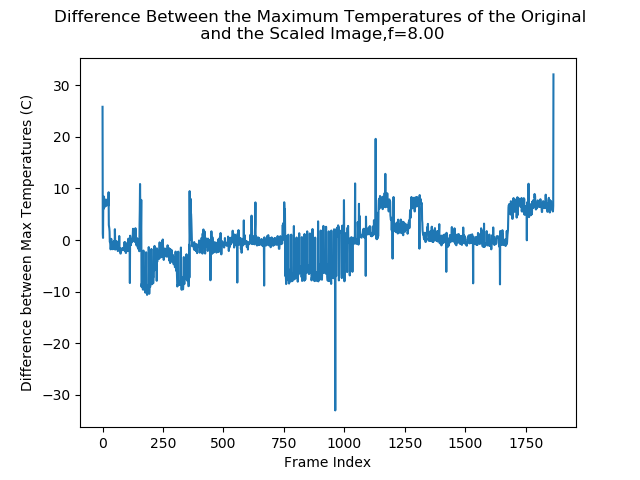 Difference Between the Maximum Temperatures of the Original
and the Scaled Image,f=8.00
30
20
10
0
−10
−20
−30
Difference between Max Temperatures (C)
0 250 500 750 1000 1250 1500 1750
Frame Index